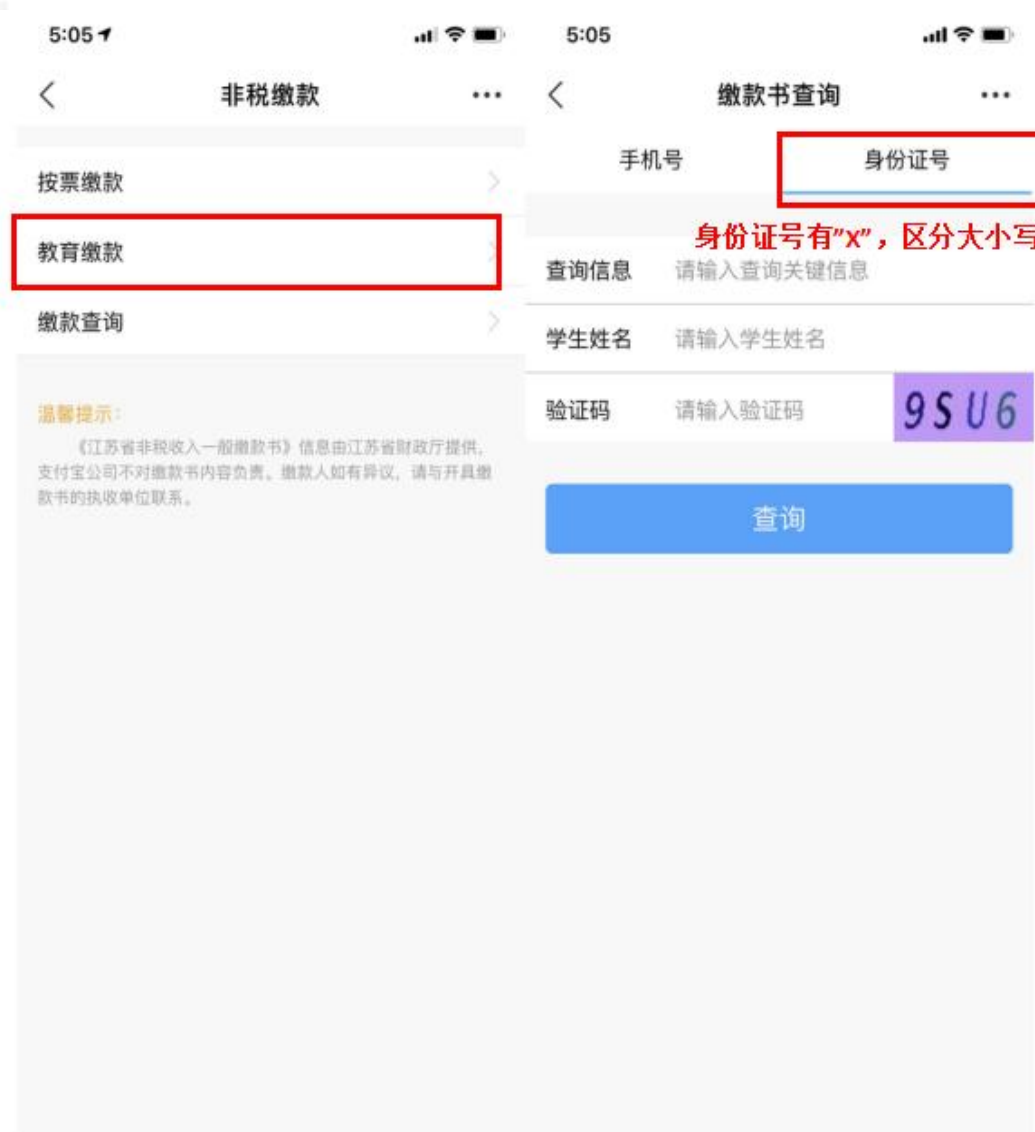 5:05
非税缴款
按票缴款
教育缴款
缴款查询
温馨提示:
《江苏省非税收入一般缴款书》信息由江苏省财政厅提供,
支付宝公司不对缴款书内容负责。缴款人如有异议,请与开具缴
款书的执收单位联系。
5:05
缴款书查询
手机号 身份证号
身份证号有"X",区分大小写
查询信息 请输入查询关键信息
学生姓名 请输入学生姓名
验证码 请输入验证码 9SU6
查询